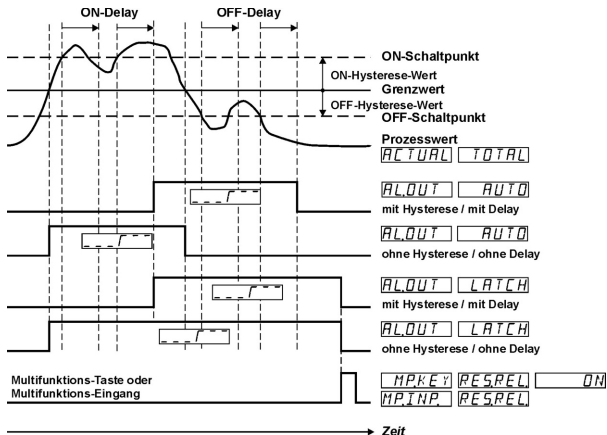 ON-Delay OFF-Delay
ON-Schaltpunkt
ON-Hysterese-Wert
Grenzwert
OFF-Hysterese-Wert
OFF-Schaltpunkt
Prozesswert
ACTUAL TOTAL
AL.OUT AUTO
mit Hysterese / mit Delay
AL.OUT AUTO
ohne Hysterese / ohne Delay
AL.OUT LATCH
mit Hysterese / mit Delay
AL.OUT LATCH
ohne Hysterese / ohne Delay
Multifunktions-Taste oder
Multifunktions-Eingang
MP.KEY RES.REL. ON
MP.INP. RES.REL.
Zeit